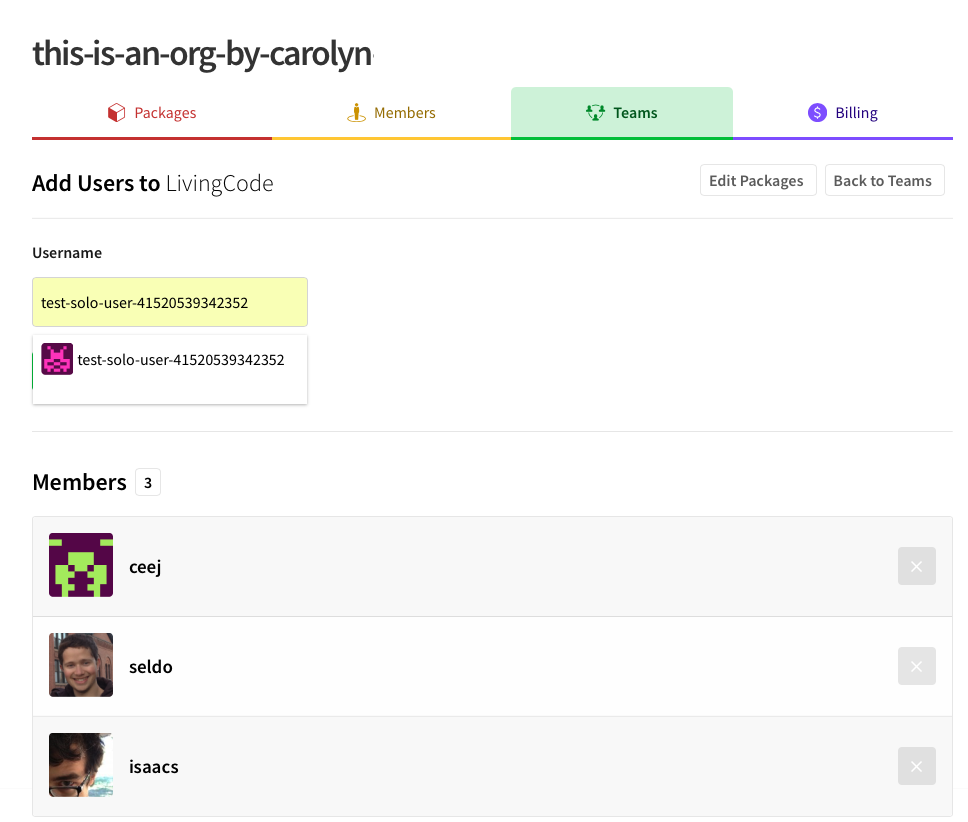 this-is-an-org-by-carolyn
Packages
Members
Teams
$ Billing
Add Users to LivingCode
Edit Packages
Back to Teams
Username
test-solo-user-41520539342352
test-solo-user-41520539342352
Members 3
ceej
seldo
isaacs